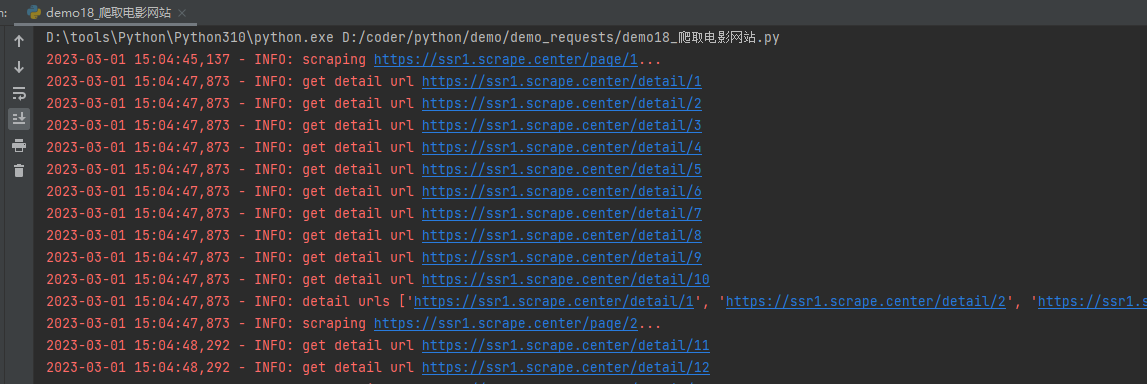 n:
demo18_爬取电影网站
D:\tools\Python\Python310\python.exe D:/coder/python/demo/demo_requests/demo18_爬取电影网站.py
2023-03-01 15:04:45,137 - INFO: scraping https://ssr1.scrape.center/page/1...
2023-03-01 15:04:47,873 - INFO: get detail url https://ssr1.scrape.center/detail/1
2023-03-01 15:04:47,873 - INFO: get detail url https://ssr1.scrape.center/detail/2
2023-03-01 15:04:47,873 - INFO: get detail url https://ssr1.scrape.center/detail/3
2023-03-01 15:04:47,873 - INFO: get detail url https://ssr1.scrape.center/detail/4
2023-03-01 15:04:47,873 - INFO: get detail url https://ssr1.scrape.center/detail/5
2023-03-01 15:04:47,873 - INFO: get detail url https://ssr1.scrape.center/detail/6
2023-03-01 15:04:47,873 - INFO: get detail url https://ssr1.scrape.center/detail/7
2023-03-01 15:04:47,873 - INFO: get detail url https://ssr1.scrape.center/detail/8
2023-03-01 15:04:47,873 - INFO: get detail url https://ssr1.scrape.center/detail/9
2023-03-01 15:04:47,873 - INFO: get detail url https://ssr1.scrape.center/detail/10
2023-03-01 15:04:47,873 - INFO: detail urls ['https://ssr1.scrape.center/detail/1', 'https://ssr1.scrape.center/detail/2', 'https://ssr1.s
2023-03-01 15:04:47,873 - INFO: scraping https://ssr1.scrape.center/page/2...
2023-03-01 15:04:48,292 - INFO: get detail url https://ssr1.scrape.center/detail/11
2023-03-01 15:04:48,292 - INFO: get detail url https://ssr1.scrape.center/detail/12